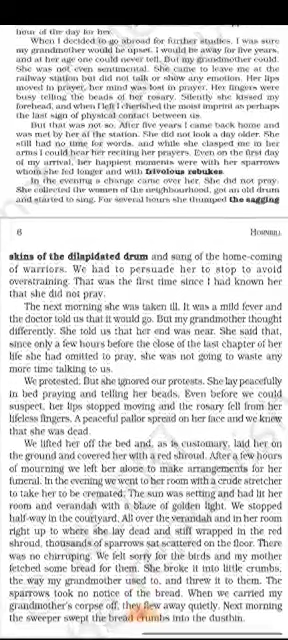 hour of the day for her.
When I decided to go abroad for further studies, I was sure
my grandmother would be upset. I would be away for five years,
and at her age one could never tell. But my grandmother could.
She was not even sentimental. She came to leave me at the
railway station but did not talk or show any emotion. Her lips
moved in prayer, her mind was lost in prayer. Her fingers were
busy telling the beads of her rosary. Silently she kissed my
forehead, and when I left I cherished the moist imprint as perhaps
the last sign of physical contact between us.
But that was not so. After five years I came back home and
was met by her at the station. She did not look a day older. She
still had no time for words, and while she clasped me in her
arms I could hear her reciting her prayers. Even on the first day
of my arrival, her happiest moments were with her sparrows
whom she fed longer and with frivolous rebukes.
In the evening a change came over her. She did not pray.
She collected the women of the neighbourhood, got an old drum
and started to sing. For several hours she thumped the sagging
6 HORNBILL
skins of the dilapidated drum and sang of the home-coming
of warriors. We had to persuade her to stop to avoid
overstraining. That was the first time since I had known her
that she did not pray.
The next morning she was taken ill. It was a mild fever and
the doctor told us that it would go. But my grandmother thought
differently. She told us that her end was near. She said that,
since only a few hours before the close of the last chapter of her
life she had omitted to pray, she was not going to waste any
more time talking to us.
We protested. But she ignored our protests. She lay peacefully
in bed praying and telling her beads. Even before we could
suspect, her lips stopped moving and the rosary fell from her
lifeless fingers. A peaceful pallor spread on her face and we knew
that she was dead.
We lifted her off the bed and, as is customary, laid her on
the ground and covered her with a red shroud. After a few hours
of mourning we left her alone to make arrangements for her
funeral. In the evening we went to her room with a crude stretcher
to take her to be cremated. The sun was setting and had lit her
room and verandah with a blaze of golden light. We stopped
half-way in the courtyard. All over the verandah and in her room
right up to where she lay dead and stiff wrapped in the red
shroud, thousands of sparrows sat scattered on the floor. There
was no chirruping. We felt sorry for the birds and my mother
fetched some bread for them. She broke it into little crumbs,
the way my grandmother used to, and threw it to them. The
sparrows took no notice of the bread. When we carried my
grandmother's corpse off, they flew away quietly. Next morning
the sweeper swept the bread crumbs into the dustbin.